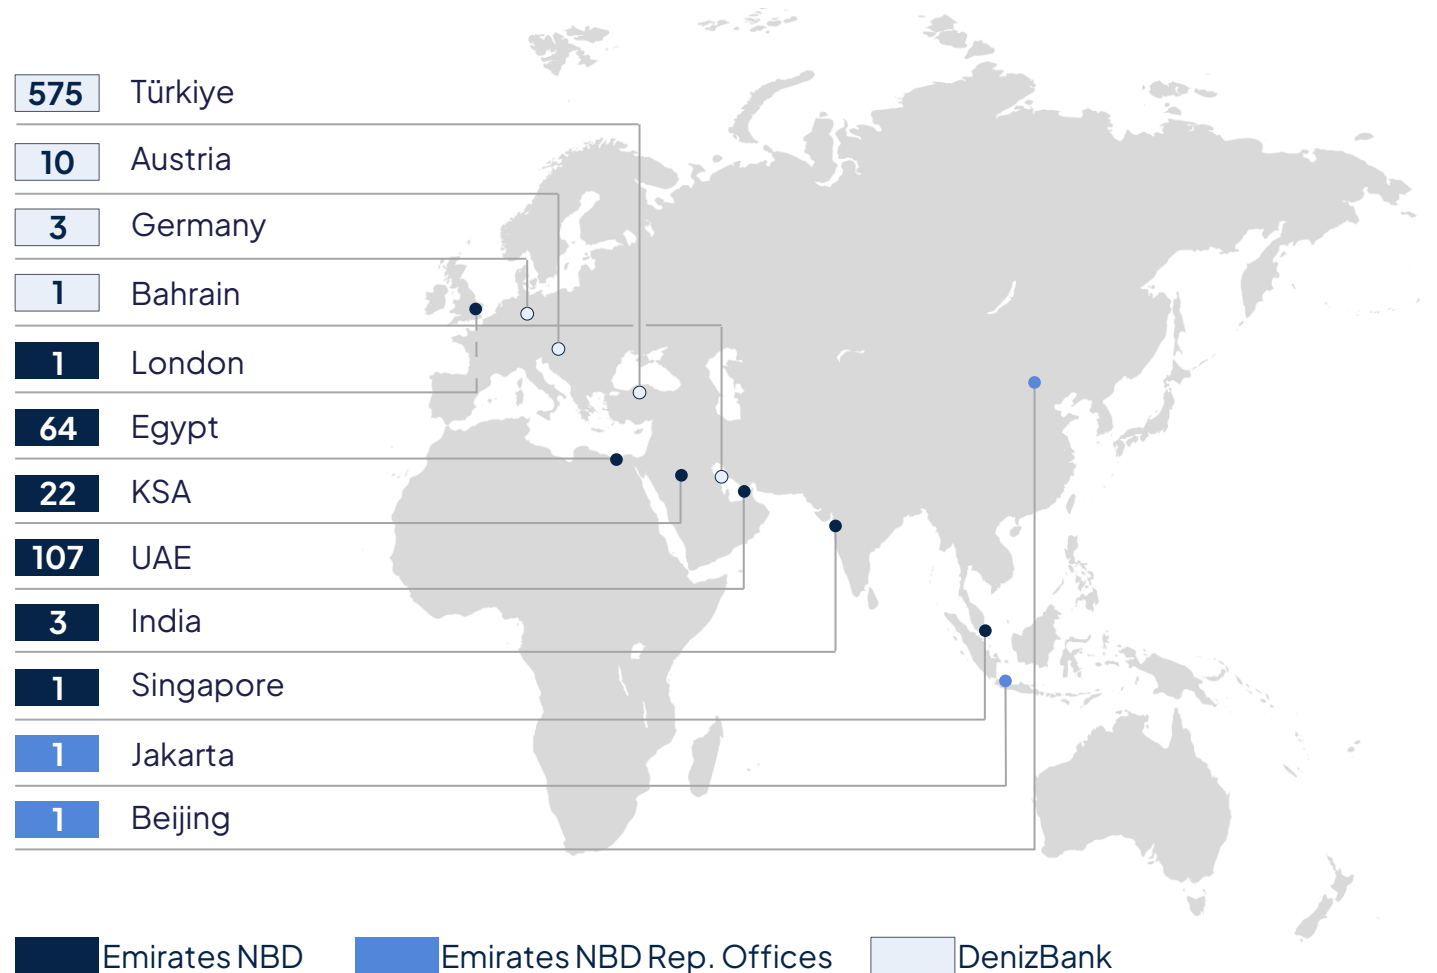 575 Türkiye
10 Austria
3 Germany
1 Bahrain
1 London
64 Egypt
22 KSA
107 UAE
3 India
1 Singapore
1 Jakarta
1 Beijing
Emirates NBD Emirates NBD Rep. Offices DenizBank